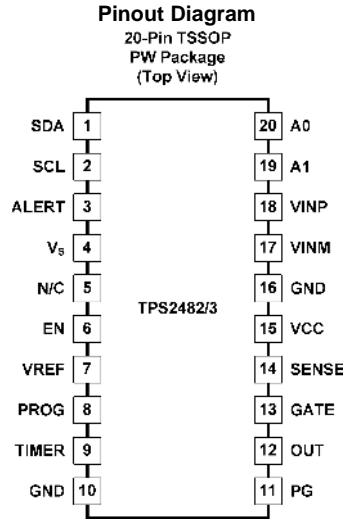 Pinout Diagram
20-Pin TSSOP
PW Package
(Top View)
SDA 1 20 A0
SCL 2 19 A1
ALERT 3 18 VINP
VS 4 17 VINM
N/C 5 16 GND
TPS2482/3
EN 6 15 VCC
VREF 7 14 SENSE
PROG 8 13 GATE
TIMER 9 12 OUT
GND 10 11 PG